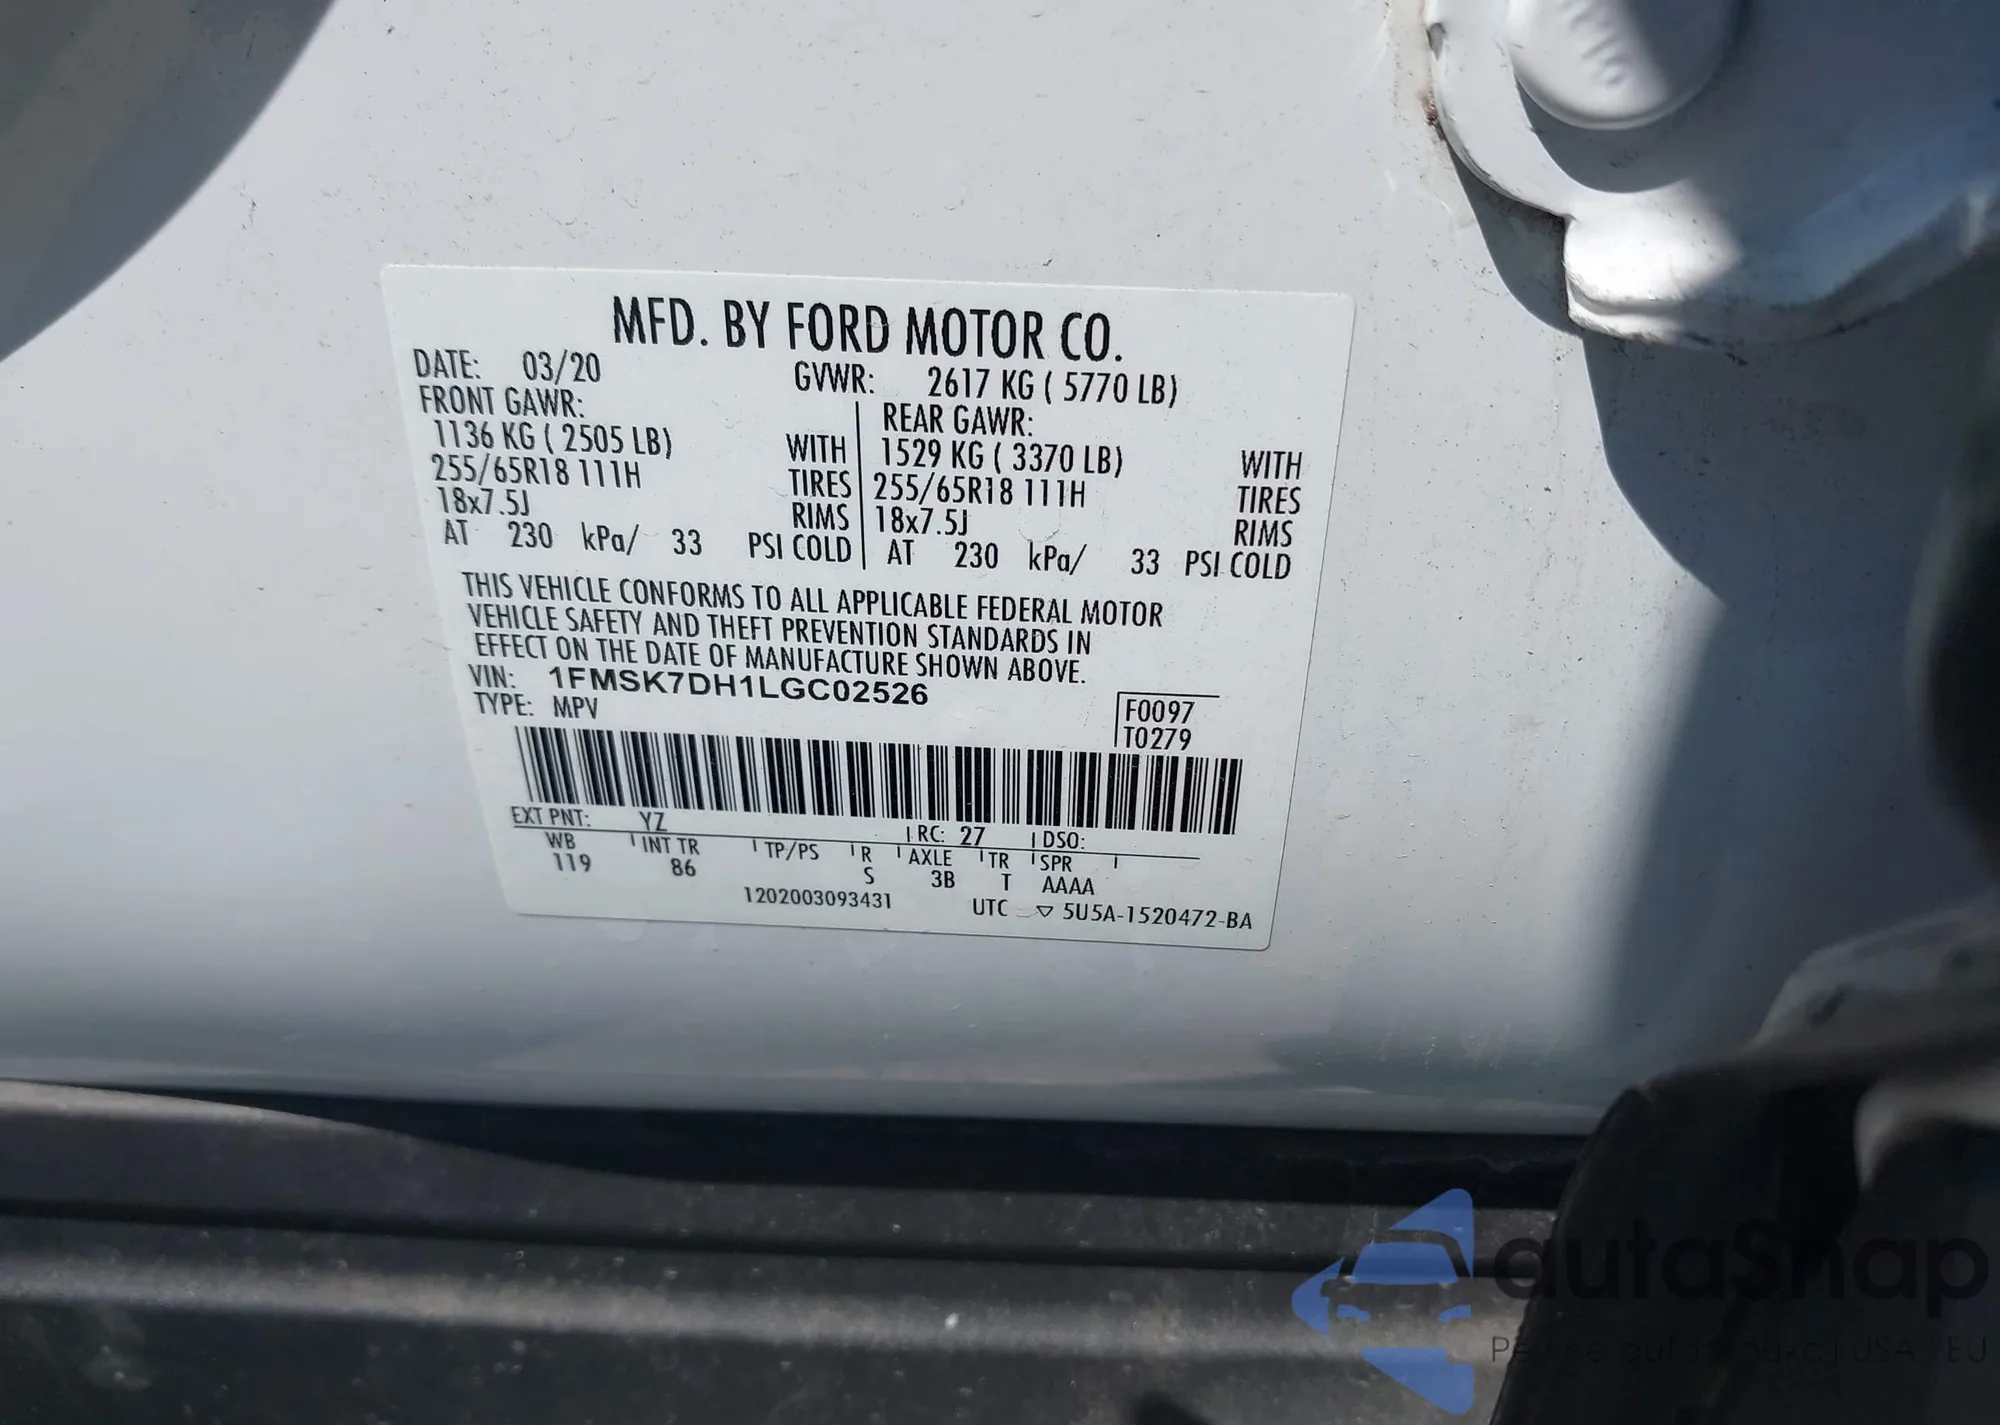 MFD. BY FORD MOTOR CO.
DATE: 03/20 GVWR: 2617 KG ( 5770 LB)
FRONT GAWR: REAR GAWR:
1136 KG ( 2505 LB) WITH 1529 KG ( 3370 LB) WITH
255/65R18 111H TIRES 255/65R18 111H TIRES
18x7.5J RIMS 18x7.5J RIMS
AT 230 kPa/ 33 PSI COLD AT 230 kPa/ 33 PSI COLD
THIS VEHICLE CONFORMS TO ALL APPLICABLE FEDERAL MOTOR
VEHICLE SAFETY AND THEFT PREVENTION STANDARDS IN
EFFECT ON THE DATE OF MANUFACTURE SHOWN ABOVE.
VIN: 1FMSK7DH1LGC02526
TYPE: MPV
F0097
T0279
EXT PNT: YZ RC: 27 DSO:
WB INT TR TP/PS R AXLE TR SPR
119 86 S 3B T AAAA
1202003093431
UTC ▽ 5U5A-1520472-BA
autaSnap
USA EU